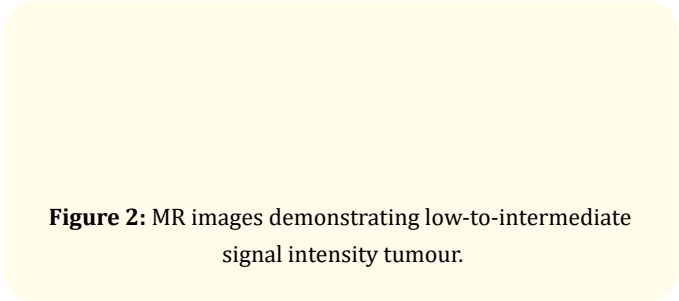 Figure 2: MR images demonstrating low-to-intermediate
signal intensity tumour.